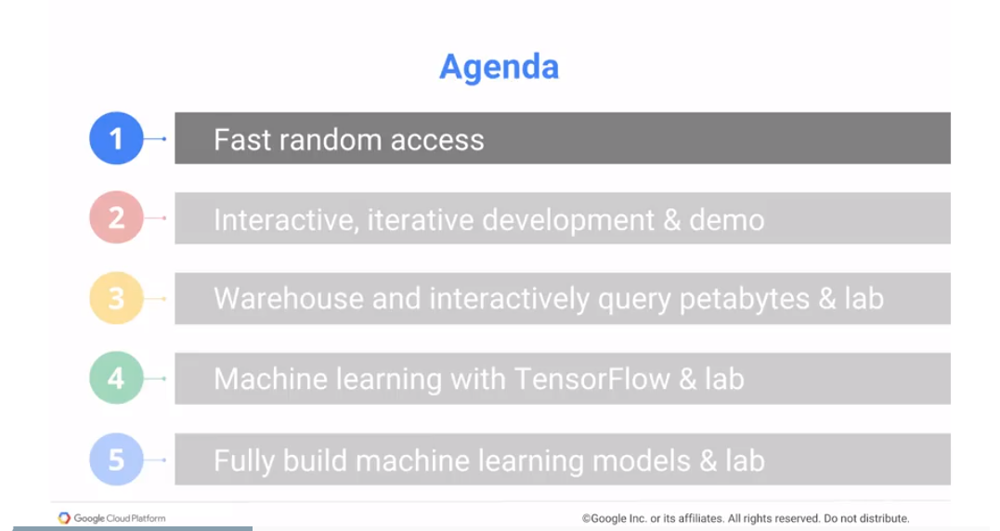 Agenda
1 Fast random access
2 Interactive, iterative development & demo
3 Warehouse and interactively query petabytes & lab
4 Machine learning with TensorFlow & lab
5 Fully build machine learning models & lab
Google Cloud Platform ©Google Inc. or its affiliates. All rights reserved. Do not distribute.